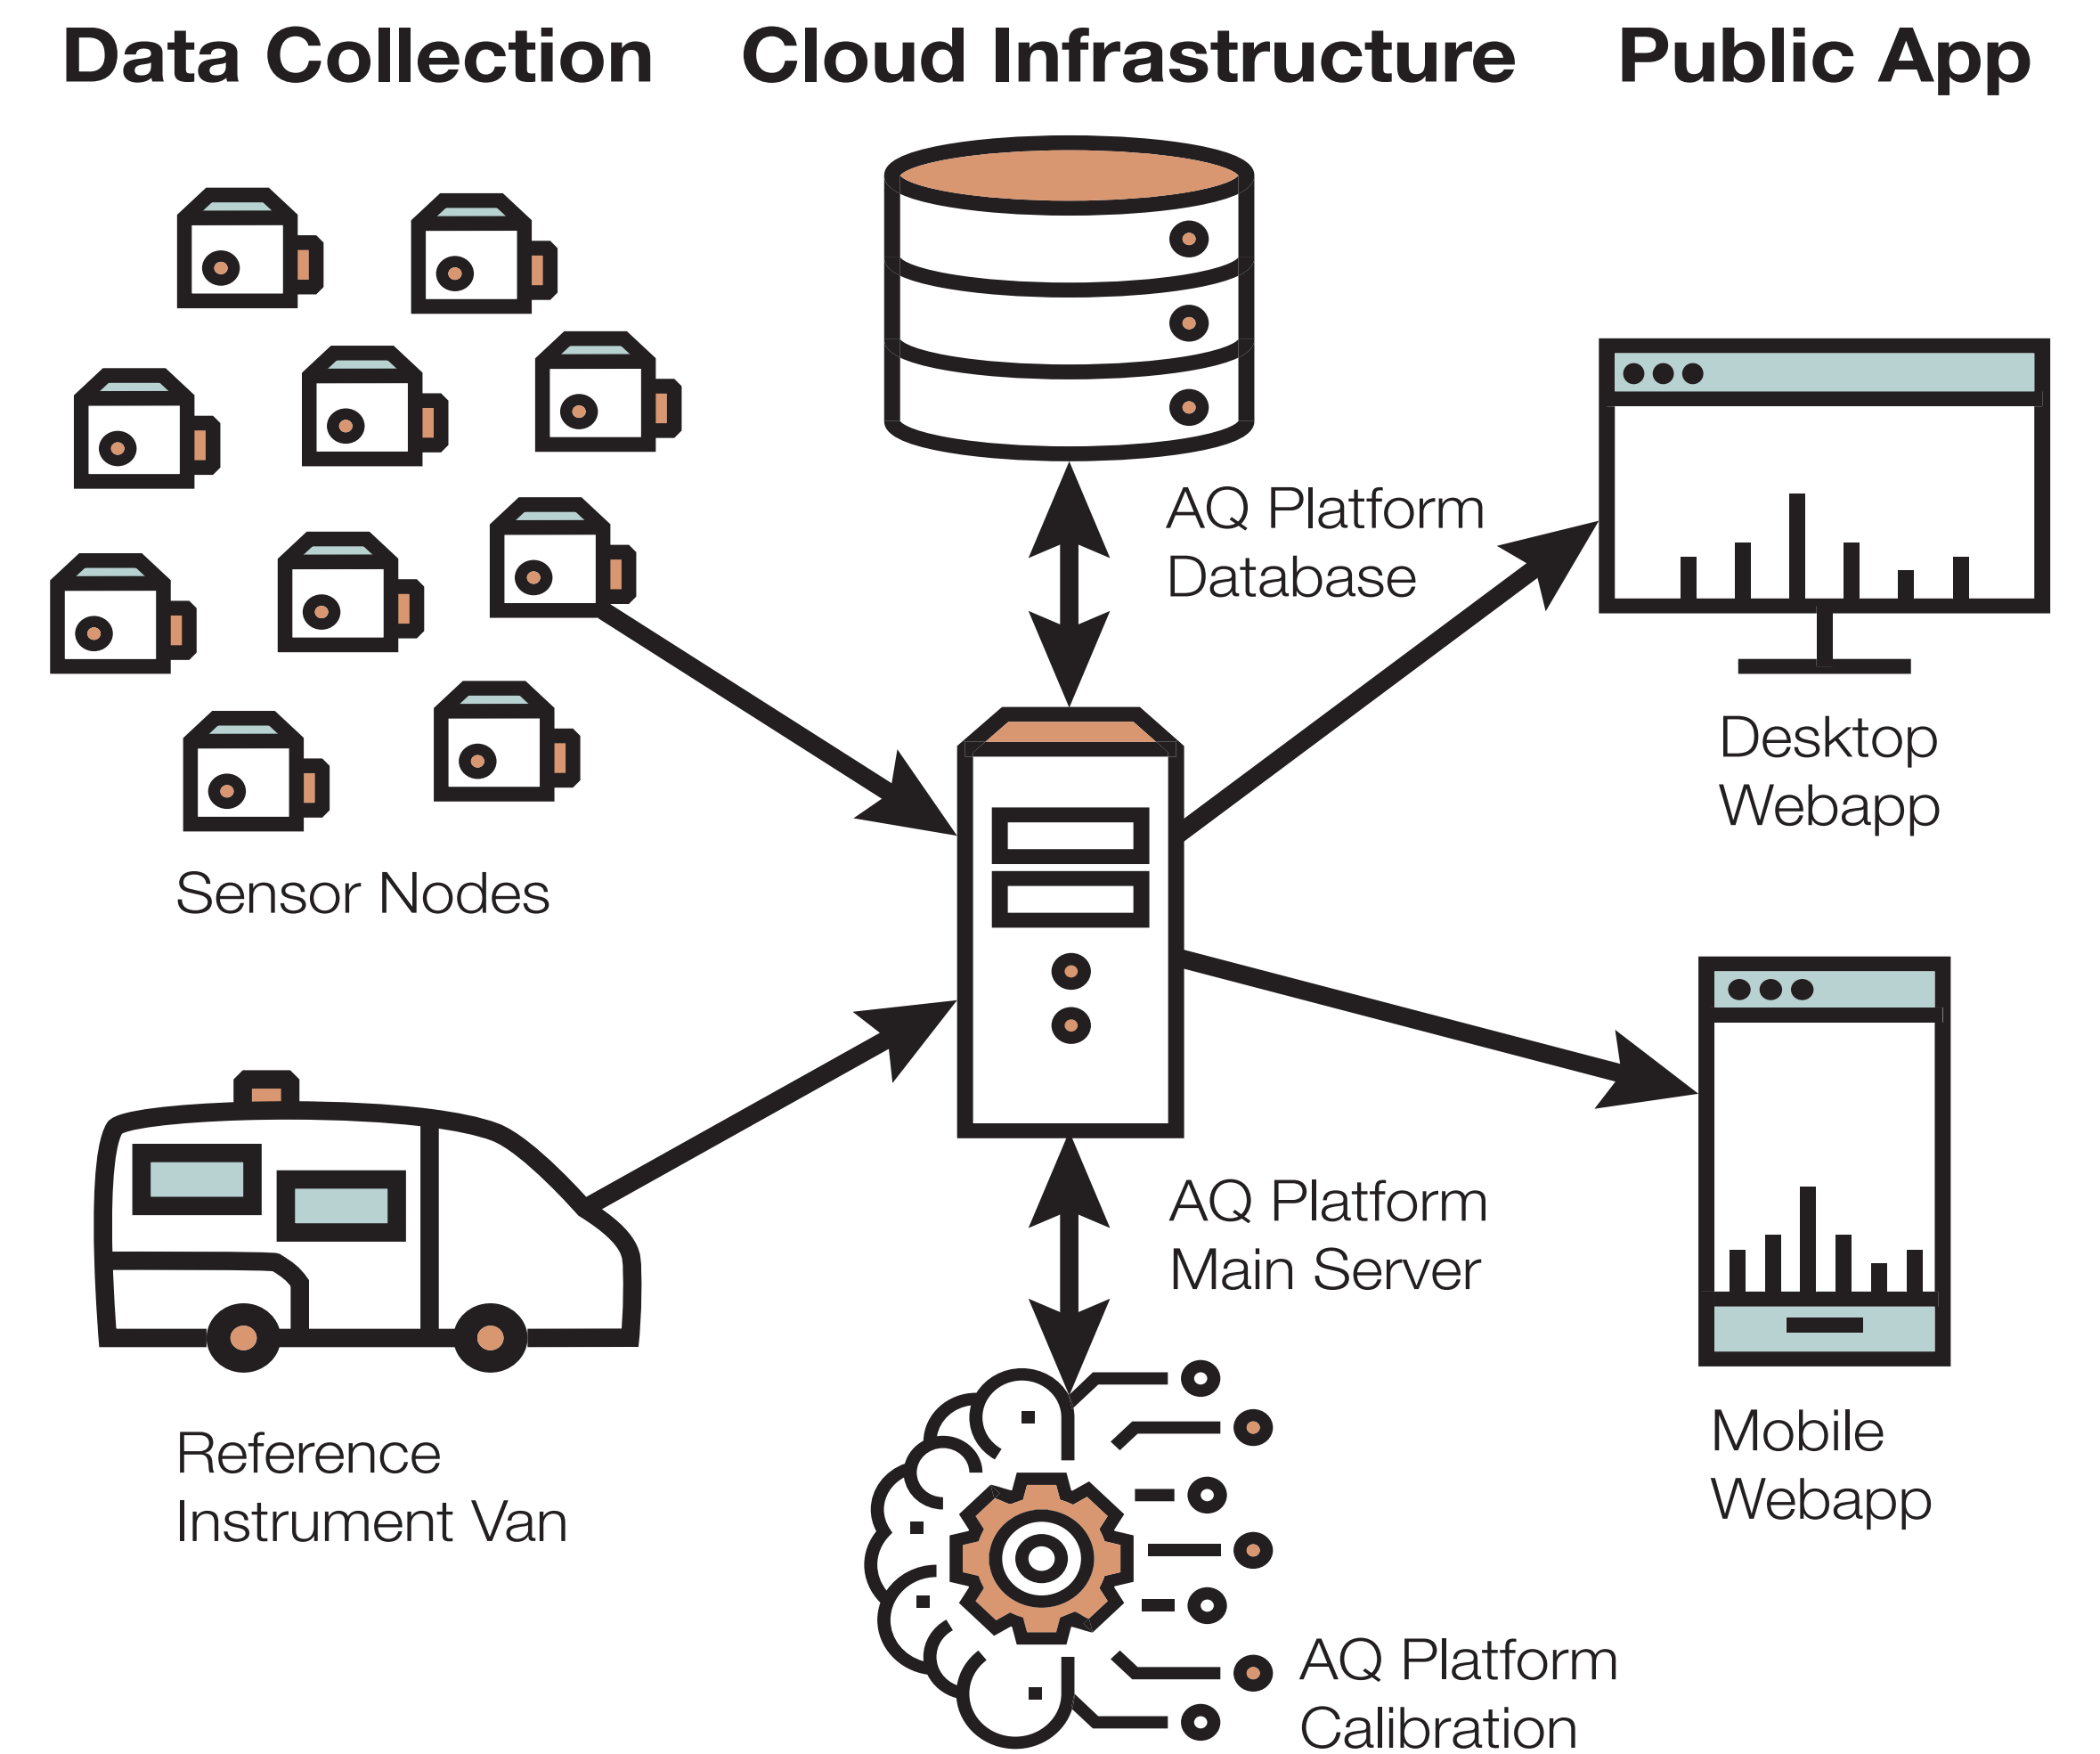 Data Collection
Cloud Infrastructure
Public App
AQ Platform
Database
Desktop
Webapp
Sensor Nodes
AQ Platform
Main Server
Reference
Instrument Van
Mobile
Webapp
AQ Platform
Calibration